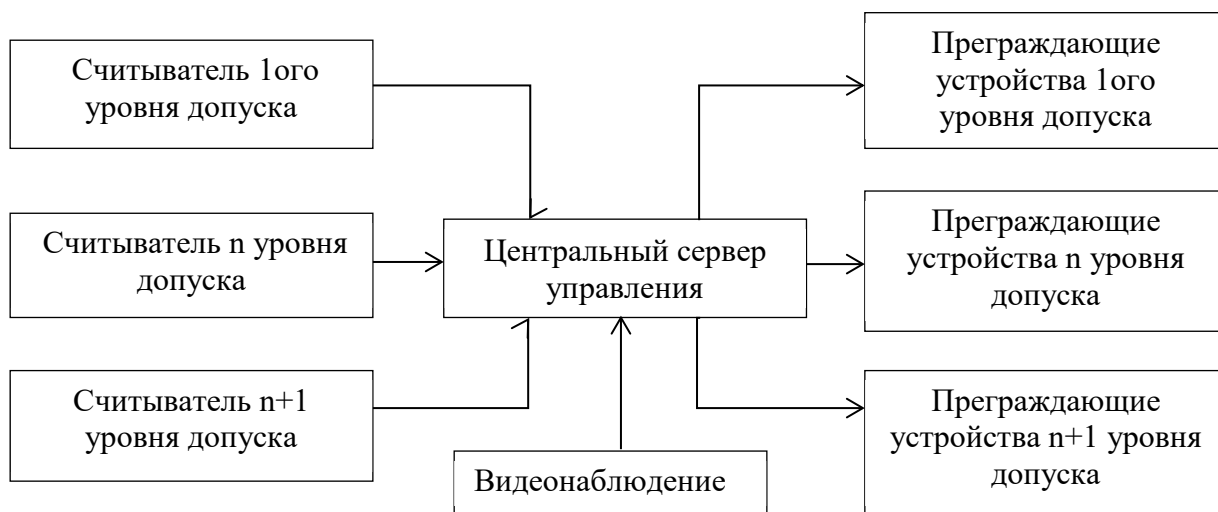 Считыватель 1ого
уровня допуска
Преграждающие
устройства 1ого
уровня допуска
Считыватель n уровня
допуска
Центральный сервер
управления
Преграждающие
устройства n уровня
допуска
Считыватель n+1
уровня допуска
Видеонаблюдение
Преграждающие
устройства n+1 уровня
допуска